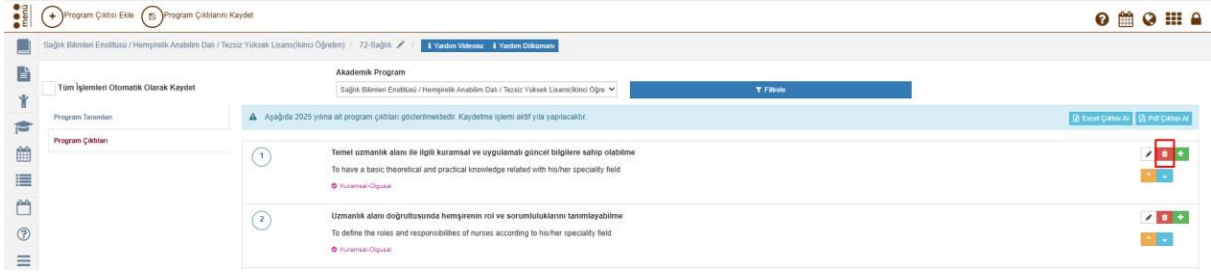 menü
Program Çıktısı Ekle
Program Çıktılarını Kaydet
Sağlık Bilimleri Enstitüsü / Hemşirelik Anabilim Dalı / Tezsiz Yüksek Lisans(İkinci Öğretim) / 72-Sağlık /
Yardım Videosu
Yardım Dökümanı
Tüm İşlemleri Otomatik Olarak Kaydet
Akademik Program
Sağlık Bilimleri Enstitüsü / Hemşirelik Anabilim Dalı / Tezsiz Yüksek Lisans(İkinci Öğre
Filtrele
Program Tanımları
Program Çıktıları
Aşağıda 2025 yılına ait program çıktıları gösterilmektedir. Kaydetme işlemi aktif yıla yapılacaktır.
Excel Çıktısı Al
Pdf Çıktısı Al
1
Temel uzmanlık alanı ile ilgili kuramsal ve uygulamalı güncel bilgilere sahip olabilme
To have a basic theoretical and practical knowledge related with his/her speciality field
Kuramsal-Olgusal
2
Uzmanlık alanı doğrultusunda hemşirenin rol ve sorumluluklarını tanımlayabilme
To define the roles and responsibilities of nurses according to his/her speciality field
Kuramsal-Olgusal